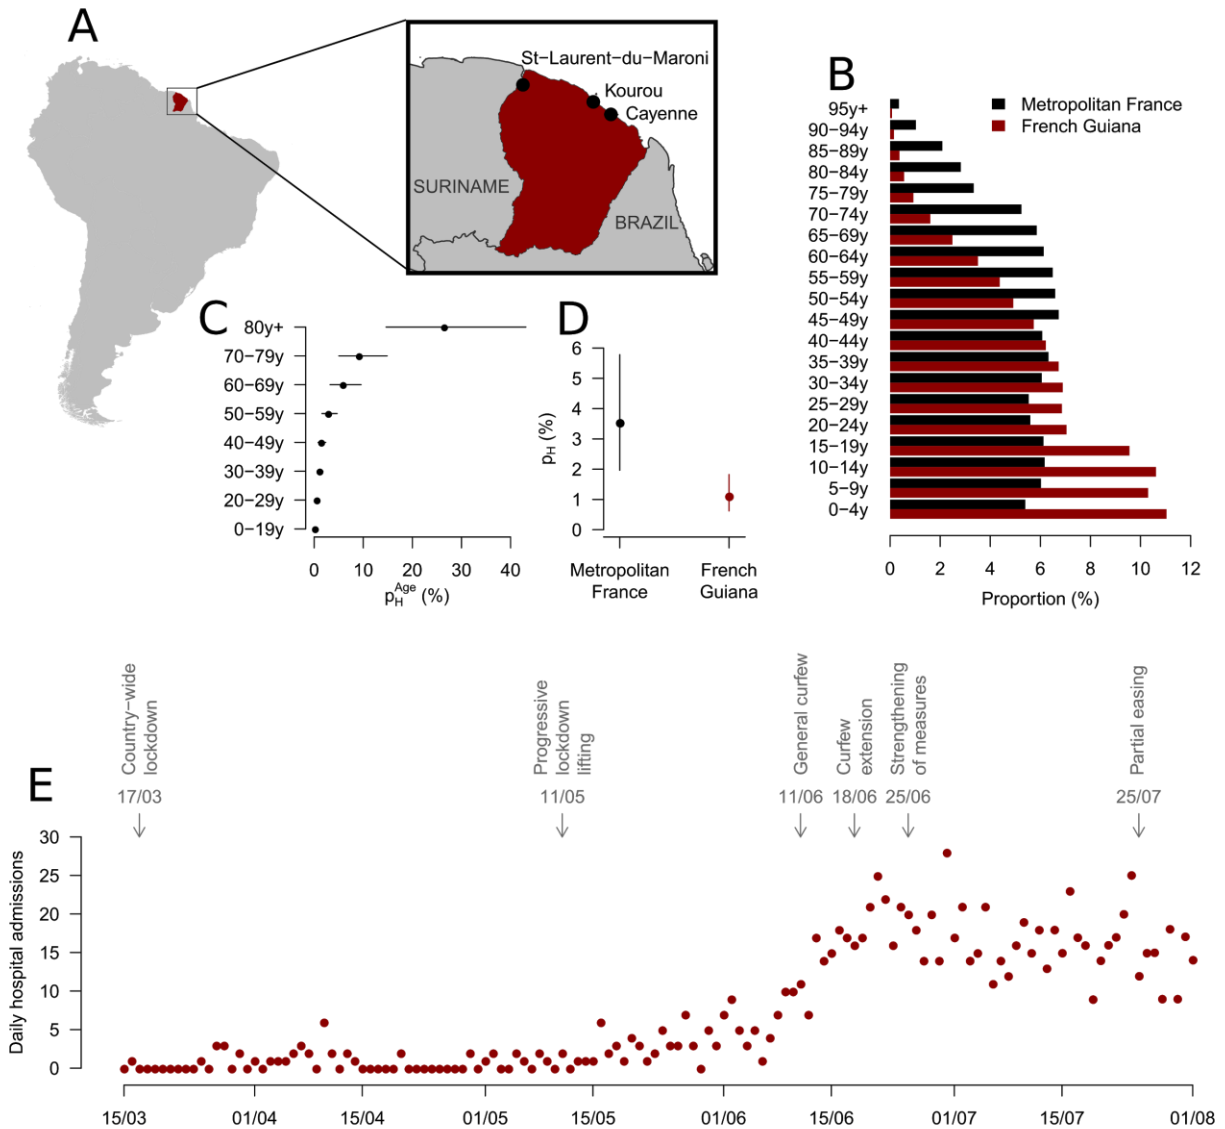 A
St−Laurent−du−Maroni
Kourou
Cayenne
SURINAME
BRAZIL
B
Metropolitan France
French Guiana
95y+
90−94y
85−89y
80−84y
75−79y
70−74y
65−69y
60−64y
55−59y
50−54y
45−49y
40−44y
35−39y
30−34y
25−29y
20−24y
15−19y
10−14y
5−9y
0−4y
0 2 4 6 8 10 12
Proportion (%)
C
80y+
70−79y
60−69y
50−59y
40−49y
30−39y
20−29y
0−19y
0 10 20 30 40
p_H^Age (%)
D
6
5
4
3
2
1
0
p_H (%)
Metropolitan
France
French
Guiana
E
Country−wide
lockdown
17/03
Progressive
lockdown
lifting
11/05
General curfew
11/06
Curfew
extension
18/06
Strengthening
of measures
25/06
Partial easing
25/07
Daily hospital admissions
30
25
20
15
10
5
0
15/03 01/04 15/04 01/05 15/05 01/06 15/06 01/07 15/07 01/08